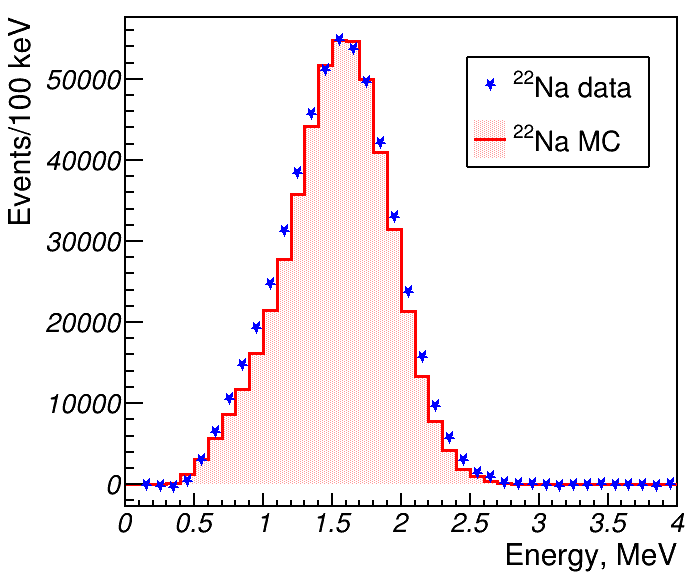 Events/100 keV
50000
40000
30000
20000
10000
0
²²Na data
²²Na MC
0 0.5 1 1.5 2 2.5 3 3.5 4
Energy, MeV